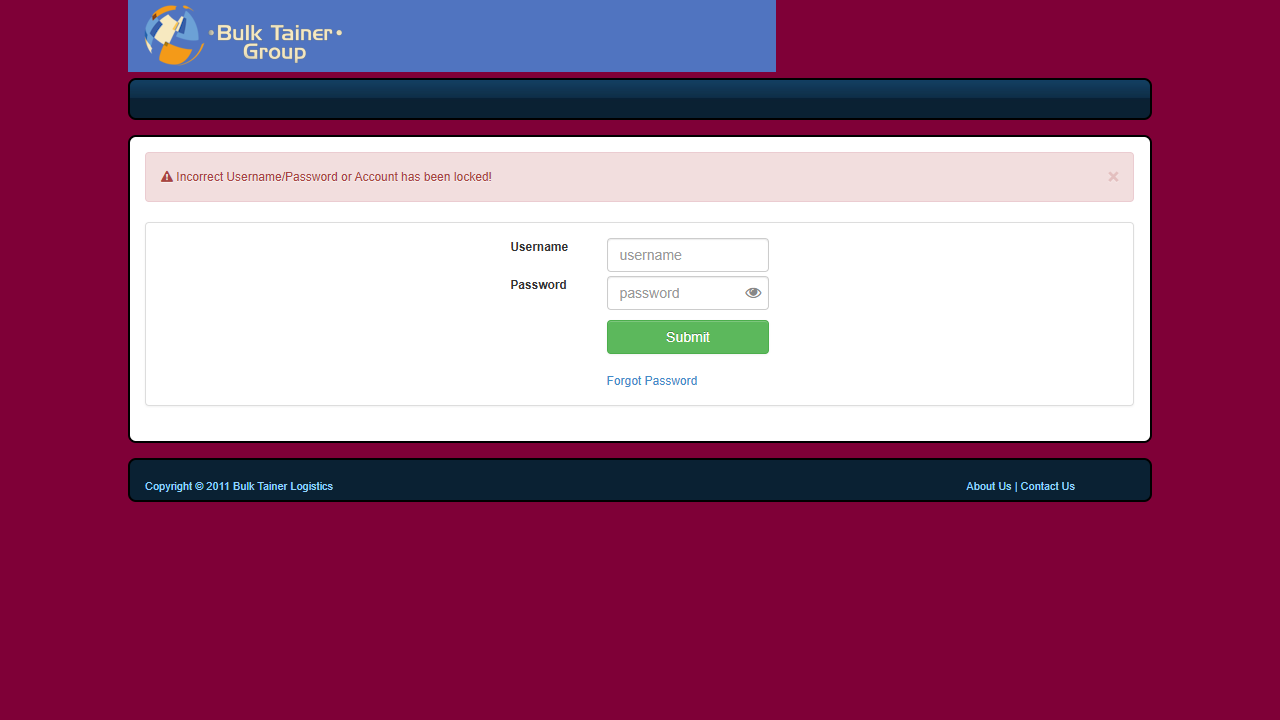 •Bulk Tainer•
Group
Incorrect Username/Password or Account has been locked!
×
Username
username
Password
password
Submit
Forgot Password
Copyright © 2011 Bulk Tainer Logistics
About Us | Contact Us